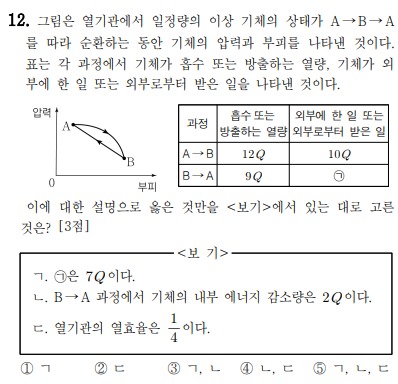 12. 그림은 열기관에서 일정량의 이상 기체의 상태가 A→B→A
를 따라 순환하는 동안 기체의 압력과 부피를 나타낸 것이다.
표는 각 과정에서 기체가 흡수 또는 방출하는 열량, 기체가 외
부에 한 일 또는 외부로부터 받은 일을 나타낸 것이다.
압력
A
B
0
부피
과정 흡수 또는 방출하는 열량 외부에 한 일 또는 외부로부터 받은 일
A→B 12Q 10Q
B→A 9Q ㉠
이에 대한 설명으로 옳은 것만을 <보기>에서 있는 대로 고른
것은? [3점]
<보 기>
ㄱ. ㉠은 7Q이다.
ㄴ. B→A 과정에서 기체의 내부 에너지 감소량은 2Q이다.
ㄷ. 열기관의 열효율은 1/4이다.
① ㄱ ② ㄷ ③ ㄱ, ㄴ ④ ㄴ, ㄷ ⑤ ㄱ, ㄴ, ㄷ